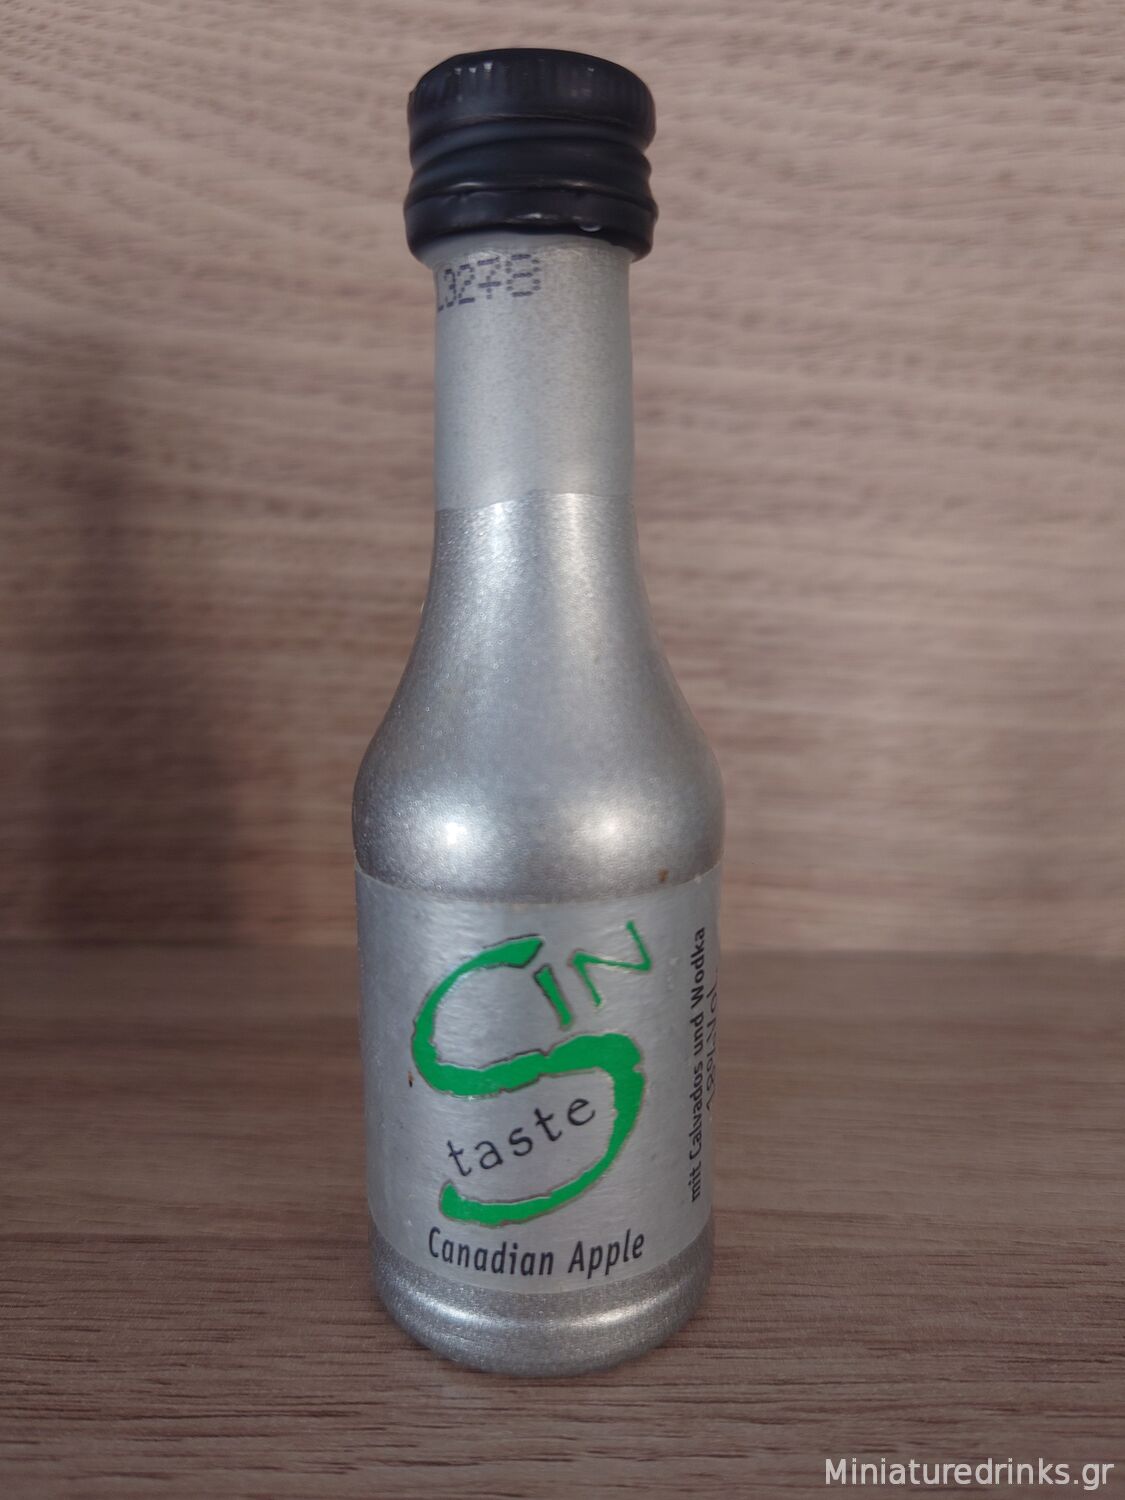 L3278
SIN
taste
Canadian Apple
mit Calvados und Wodka
Miniaturedrinks.gr